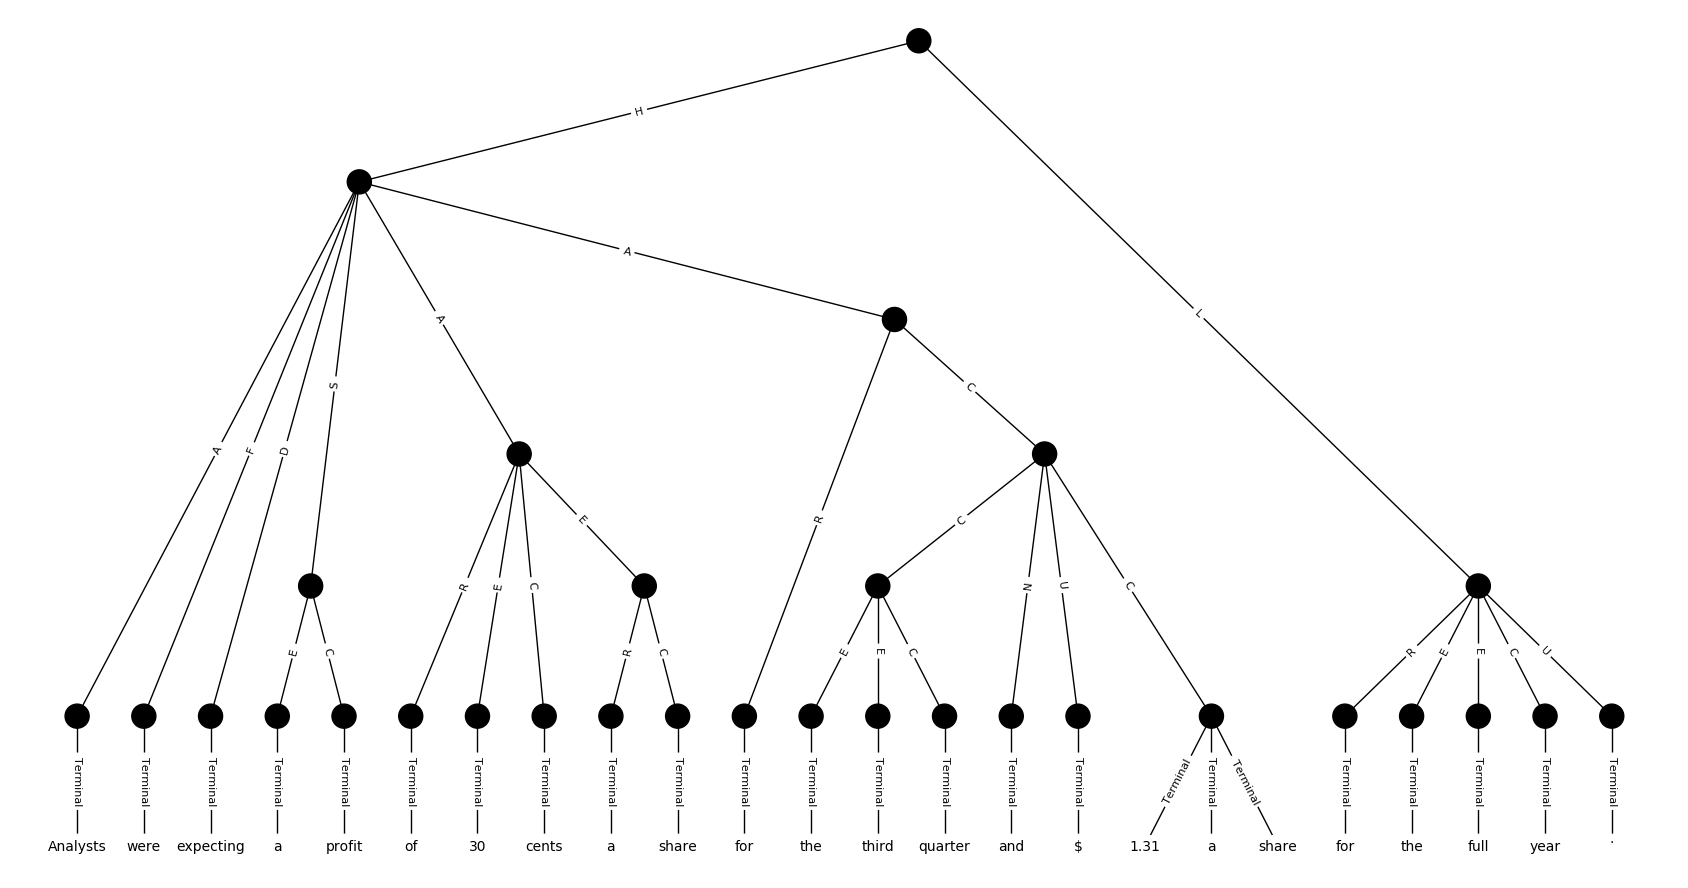 H
A
L
A
S
C
A
F
D
R
C
R
E
C
E
N
U
C
E
C
R
C
E
E
C
R
E
E
C
U
Terminal Terminal Terminal Terminal Terminal Terminal Terminal Terminal Terminal Terminal Terminal Terminal Terminal Terminal Terminal Terminal Terminal Terminal Terminal Terminal Terminal Terminal Terminal Terminal
Analysts were expecting a profit of 30 cents a share for the third quarter and $ 1.31 a share for the full year .